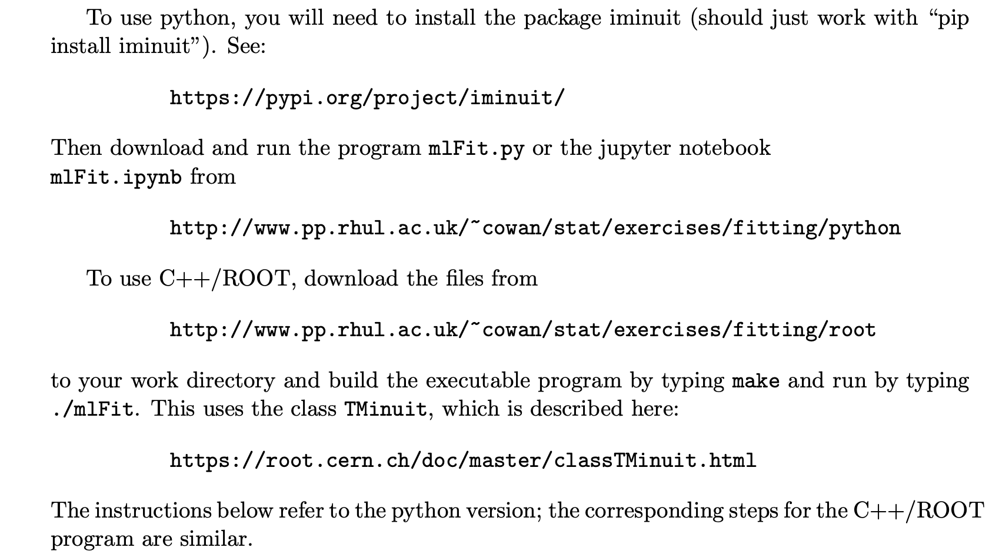 To use python, you will need to install the package iminuit (should just work with “pip
install iminuit”). See:
https://pypi.org/project/iminuit/
Then download and run the program mlFit.py or the jupyter notebook
mlFit.ipynb from
http://www.pp.rhul.ac.uk/~cowan/stat/exercises/fitting/python
To use C++/ROOT, download the files from
http://www.pp.rhul.ac.uk/~cowan/stat/exercises/fitting/root
to your work directory and build the executable program by typing make and run by typing
./mlFit. This uses the class TMinuit, which is described here:
https://root.cern.ch/doc/master/classTMinuit.html
The instructions below refer to the python version; the corresponding steps for the C++/ROOT
program are similar.